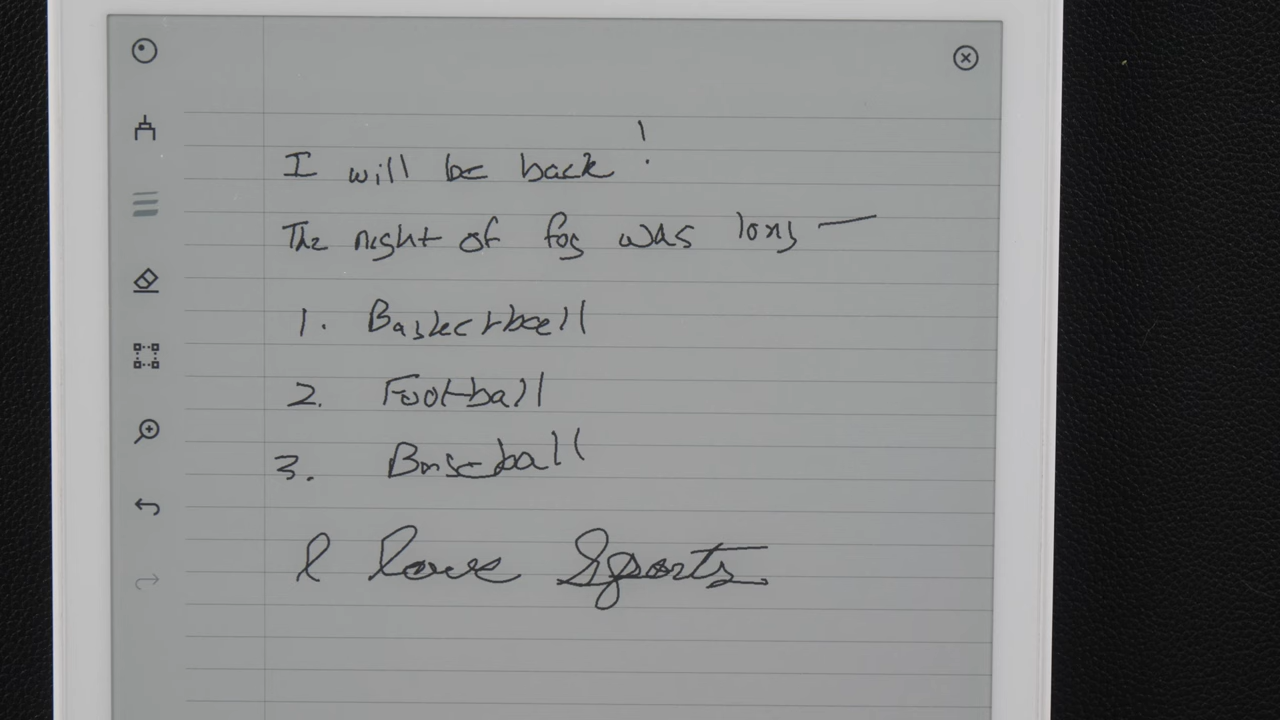 I will be back!
The night of fog was long —
1. Basketball
2. Football
3. Baseball
I love Sports